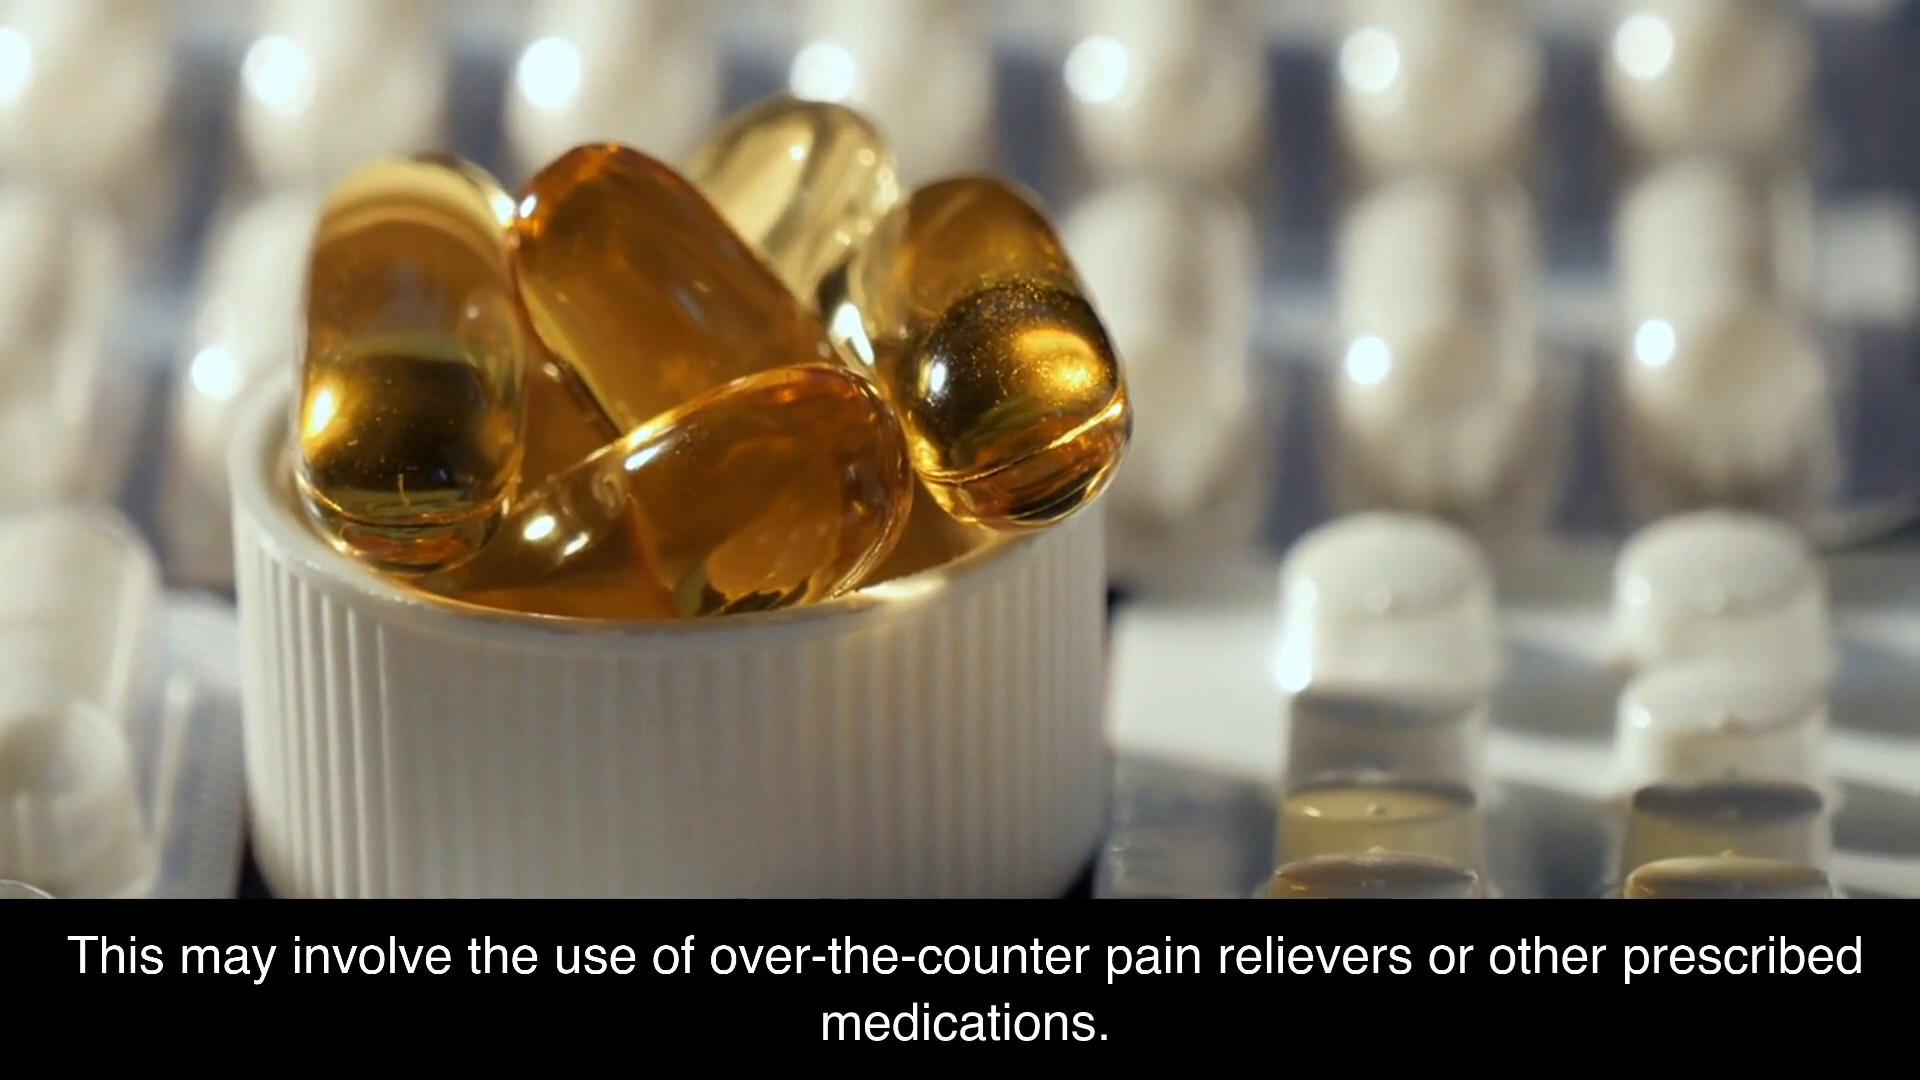 This may involve the use of over-the-counter pain relievers or other prescribed
medications.